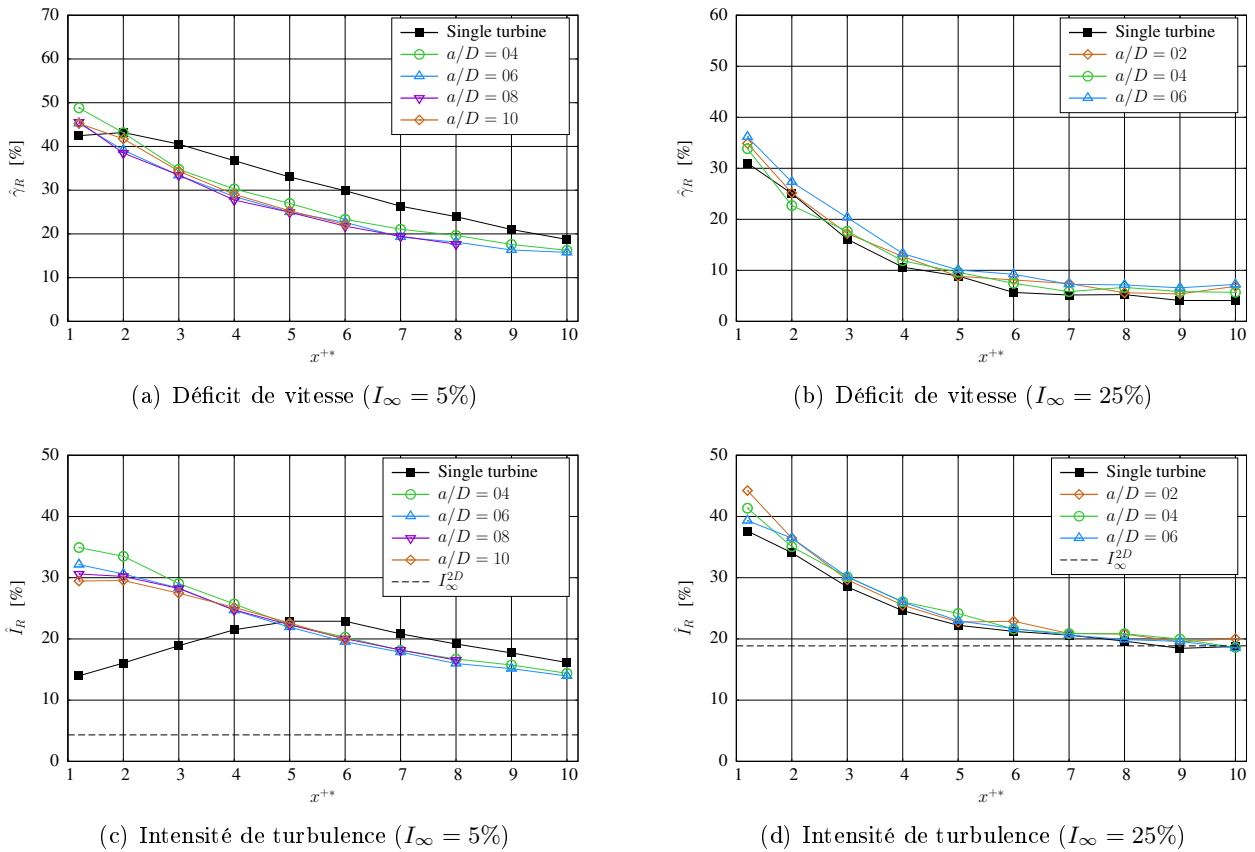 70
60
50
40
30
20
10
0
γ̂_R [%]
Single turbine
a/D = 04
a/D = 06
a/D = 08
a/D = 10
1 2 3 4 5 6 7 8 9 10
x^{+*}
(a) Déficit de vitesse (I_∞ = 5%)
60
50
40
30
20
10
0
γ̂_R [%]
Single turbine
a/D = 02
a/D = 04
a/D = 06
1 2 3 4 5 6 7 8 9 10
x^{+*}
(b) Déficit de vitesse (I_∞ = 25%)
50
40
30
20
10
0
Î_R [%]
Single turbine
a/D = 04
a/D = 06
a/D = 08
a/D = 10
I_∞^{2D}
1 2 3 4 5 6 7 8 9 10
x^{+*}
(c) Intensité de turbulence (I_∞ = 5%)
50
40
30
20
10
0
Î_R [%]
Single turbine
a/D = 02
a/D = 04
a/D = 06
I_∞^{2D}
1 2 3 4 5 6 7 8 9 10
x^{+*}
(d) Intensité de turbulence (I_∞ = 25%)